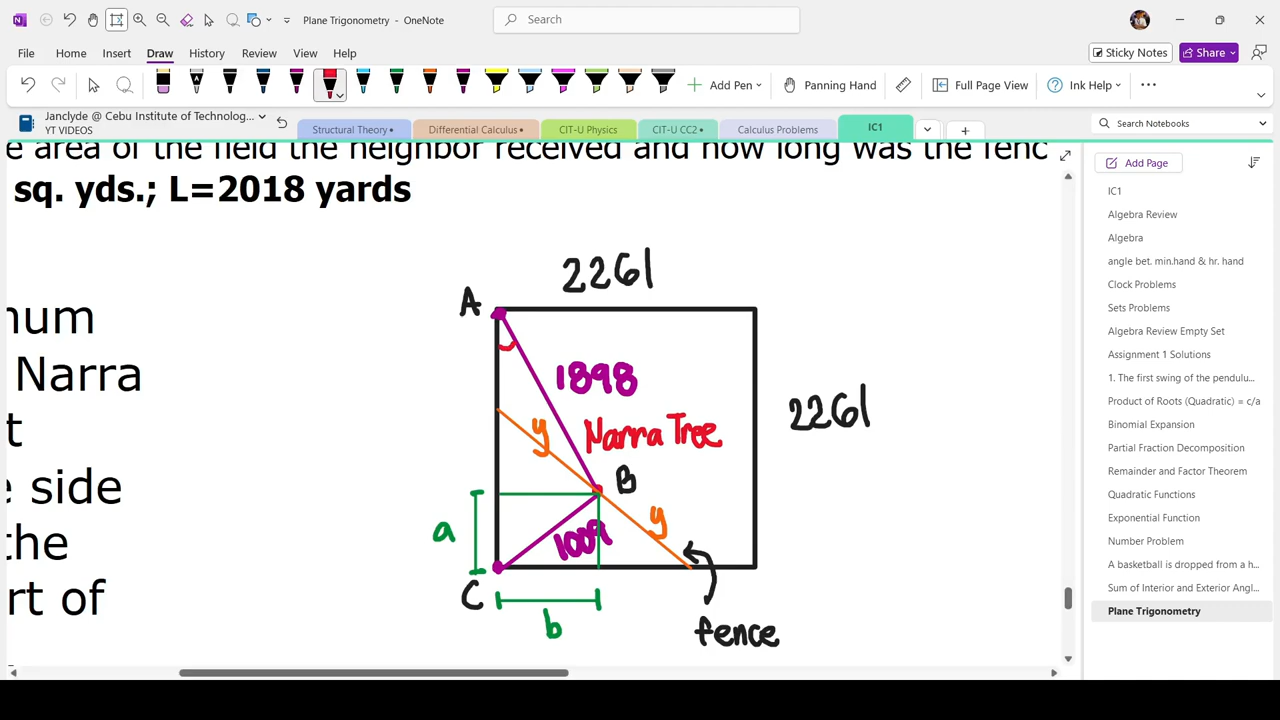 Plane Trigonometry - OneNote
Search
File Home Insert Draw History Review View Help
Sticky Notes
Share
Add Pen
Panning Hand
Full Page View
Ink Help
Janclyde @ Cebu Institute of Technolog...
YT VIDEOS
Structural Theory
Differential Calculus
CIT-U Physics
CIT-U CC2
Calculus Problems
IC1
Search Notebooks
e area of the field the neighbor received and how long was the fenc
sq. yds.; L=2018 yards
Add Page
IC1
Algebra Review
Algebra
angle bet. min.hand & hr. hand
Clock Problems
Sets Problems
Algebra Review Empty Set
Assignment 1 Solutions
1. The first swing of the pendulu...
Product of Roots (Quadratic) = c/a
Binomial Expansion
Partial Fraction Decomposition
Remainder and Factor Theorem
Quadratic Functions
Exponential Function
Number Problem
A basketball is dropped from a h...
Sum of Interior and Exterior Angl...
Plane Trigonometry
num
Narra
t
e side
the
rt of
2261
A
1898
2261
y
Narra Tree
B
y
a
1009
C
b
fence